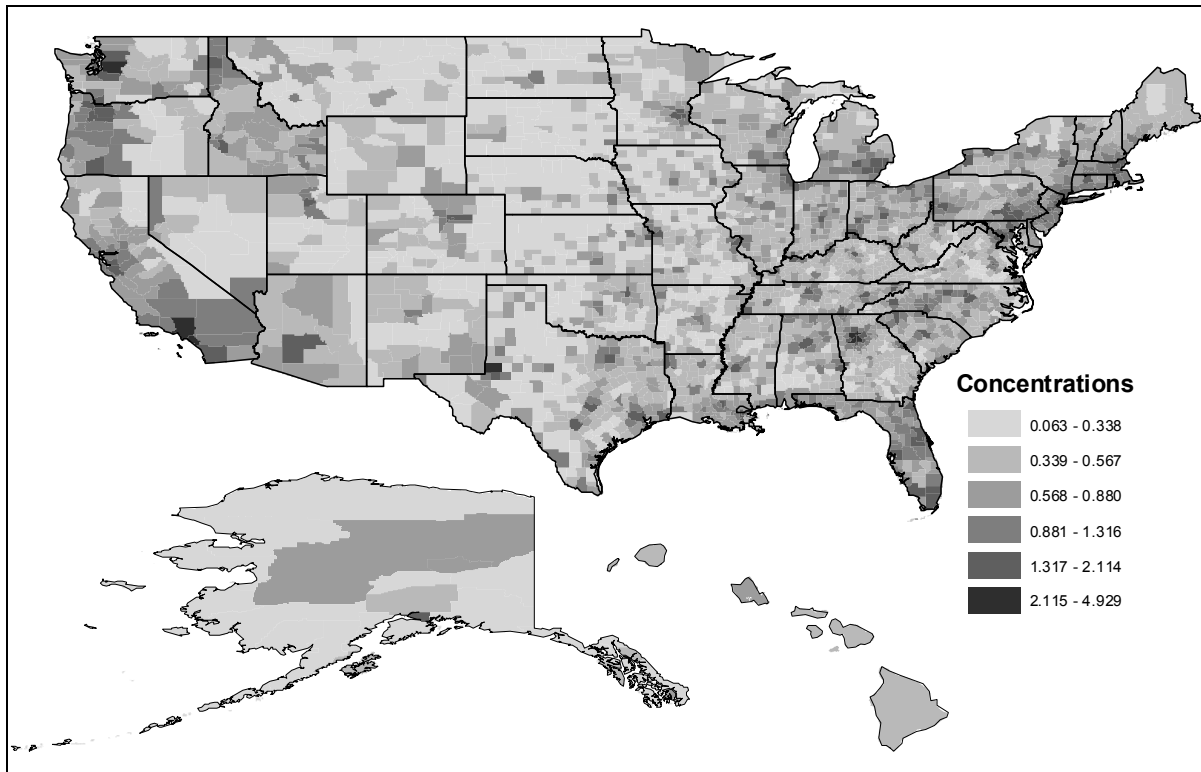 Concentrations
0.063 - 0.338
0.339 - 0.567
0.568 - 0.880
0.881 - 1.316
1.317 - 2.114
2.115 - 4.929